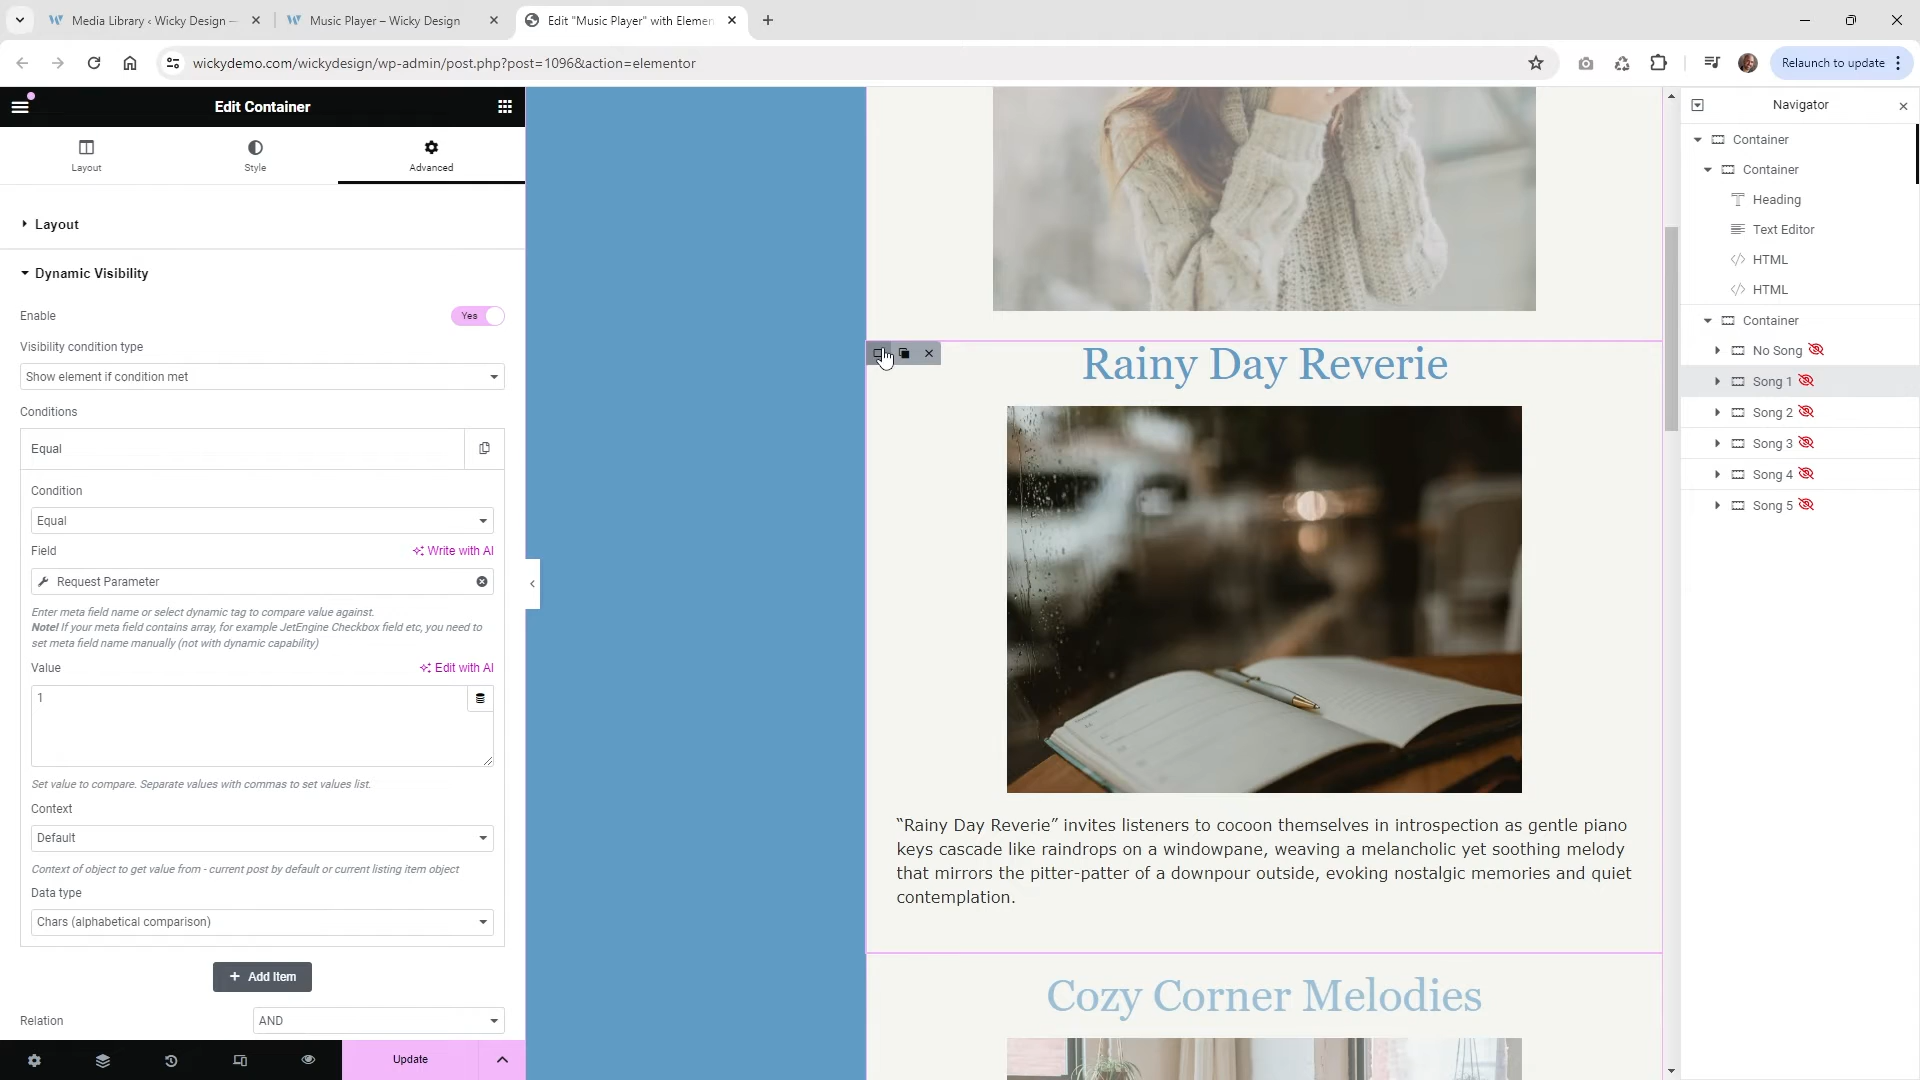 Media Library ‹ Wicky Design —
Music Player – Wicky Design
Edit "Music Player" with Elemen
wickydemo.com/wickydesign/wp-admin/post.php?post=1096&action=elementor
Relaunch to update
Edit Container
Layout
Style
Advanced
Layout
Dynamic Visibility
Enable
Yes
Visibility condition type
Show element if condition met
Conditions
Equal
Condition
Equal
Field
Write with AI
Request Parameter
Enter meta field name or select dynamic tag to compare value against.
Note! If your meta field contains array, for example JetEngine Checkbox field etc, you need to
set meta field name manually (not with dynamic capability)
Value
Edit with AI
1
Set value to compare. Separate values with commas to set values list.
Context
Default
Context of object to get value from - current post by default or current listing item object
Data type
Chars (alphabetical comparison)
+ Add Item
Relation
AND
Update
Rainy Day Reverie
“Rainy Day Reverie” invites listeners to cocoon themselves in introspection as gentle piano
keys cascade like raindrops on a windowpane, weaving a melancholic yet soothing melody
that mirrors the pitter-patter of a downpour outside, evoking nostalgic memories and quiet
contemplation.
Cozy Corner Melodies
Navigator
Container
Container
Heading
Text Editor
HTML
HTML
Container
No Song
Song 1
Song 2
Song 3
Song 4
Song 5